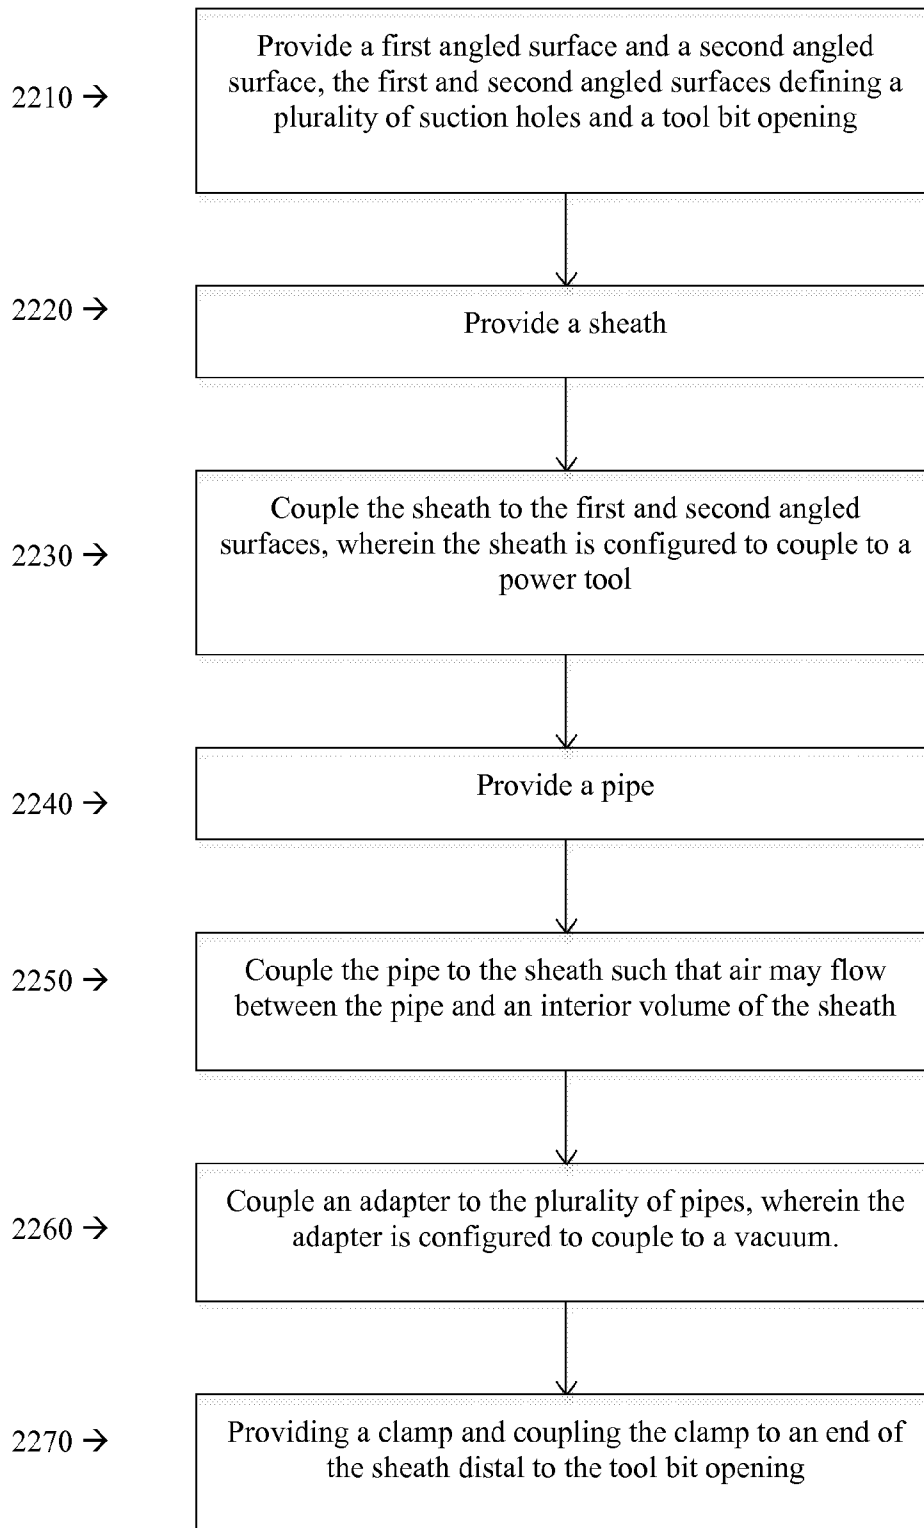 2210 →
Provide a first angled surface and a second angled
surface, the first and second angled surfaces defining a
plurality of suction holes and a tool bit opening
2220 →
Provide a sheath
2230 →
Couple the sheath to the first and second angled
surfaces, wherein the sheath is configured to couple to a
power tool
2240 →
Provide a pipe
2250 →
Couple the pipe to the sheath such that air may flow
between the pipe and an interior volume of the sheath
2260 →
Couple an adapter to the plurality of pipes, wherein the
adapter is configured to couple to a vacuum.
2270 →
Providing a clamp and coupling the clamp to an end of
the sheath distal to the tool bit opening